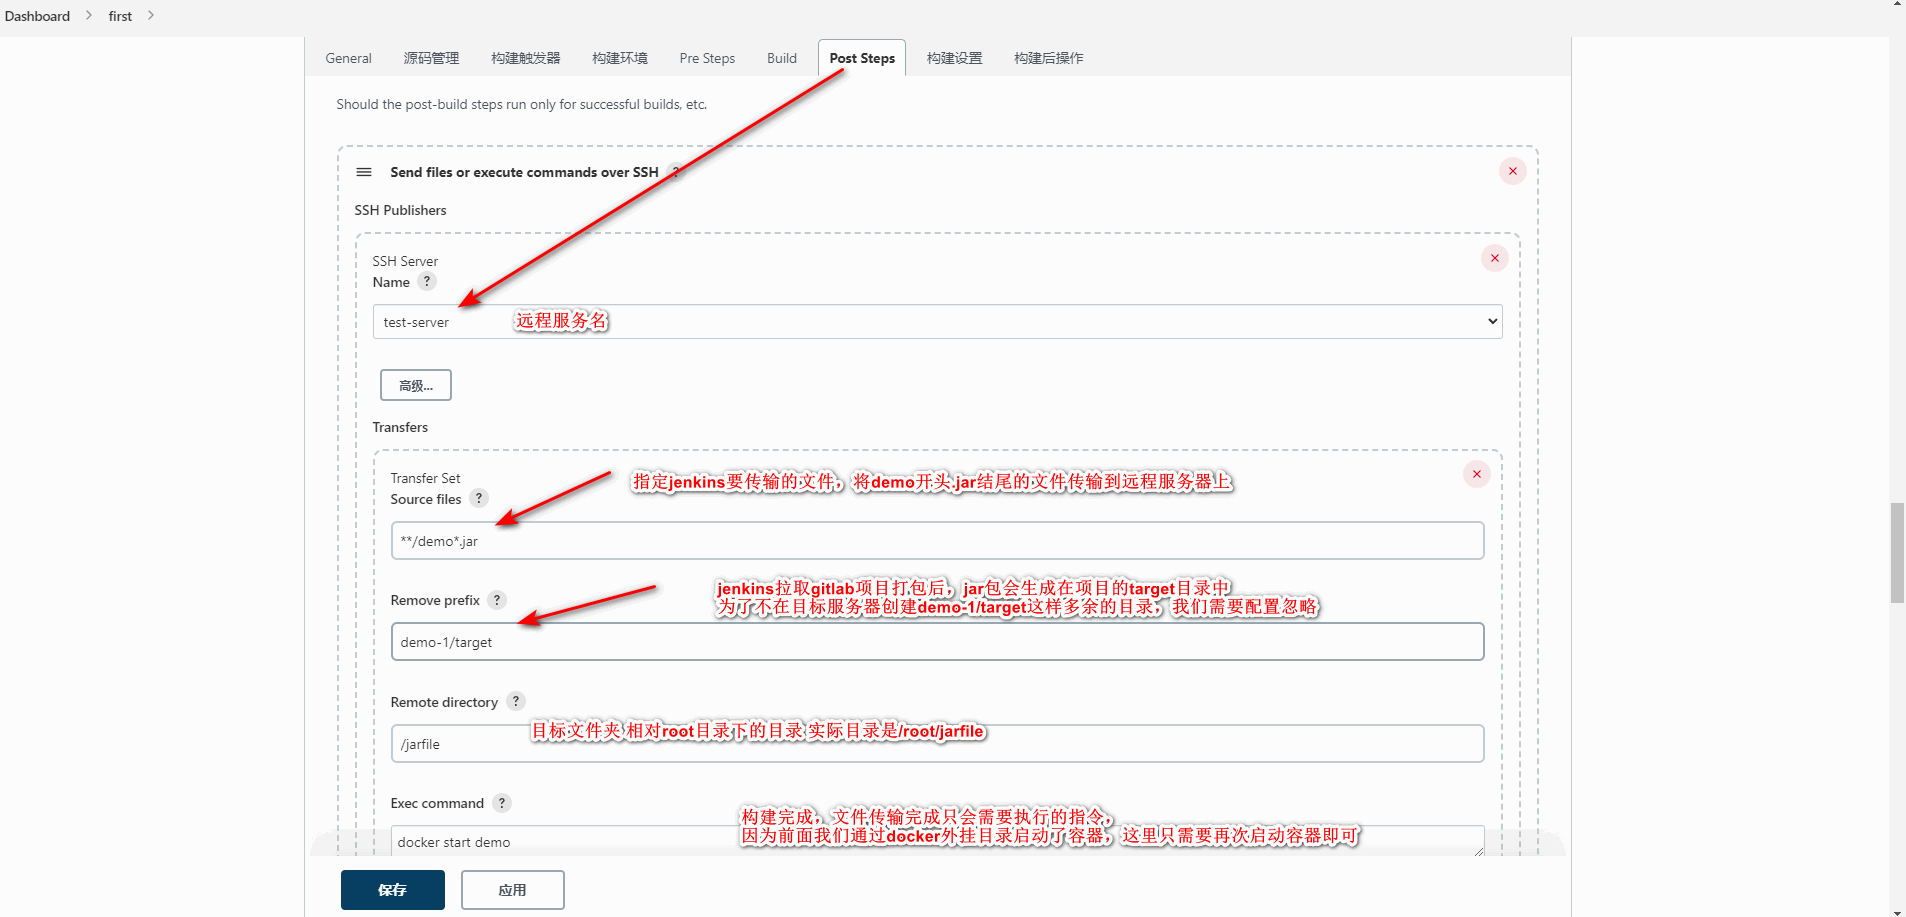 Dashboard > first >
General 源码管理 构建触发器 构建环境 Pre Steps Build Post Steps 构建设置 构建后操作
Should the post-build steps run only for successful builds, etc.
Send files or execute commands over SSH ?
SSH Publishers
SSH Server
Name ?
test-server 远程服务名
高级...
Transfers
Transfer Set
指定jenkins要传输的文件，将demo开头.jar结尾的文件传输到远程服务器上
Source files ?
**/demo*.jar
jenkins拉取gitlab项目打包后，jar包会生成在项目的target目录中
为了不在目标服务器创建demo-1/target这样多余的目录，我们需要配置忽略
Remove prefix ?
demo-1/target
Remote directory ?
目标文件夹 相对root目录下的目录 实际目录是/root/jarfile
/jarfile
Exec command ?
构建完成，文件传输完成只会需要执行的指令，
因为前面我们通过docker外挂目录启动了容器，这里只需要再次启动容器即可
docker start demo
保存 应用